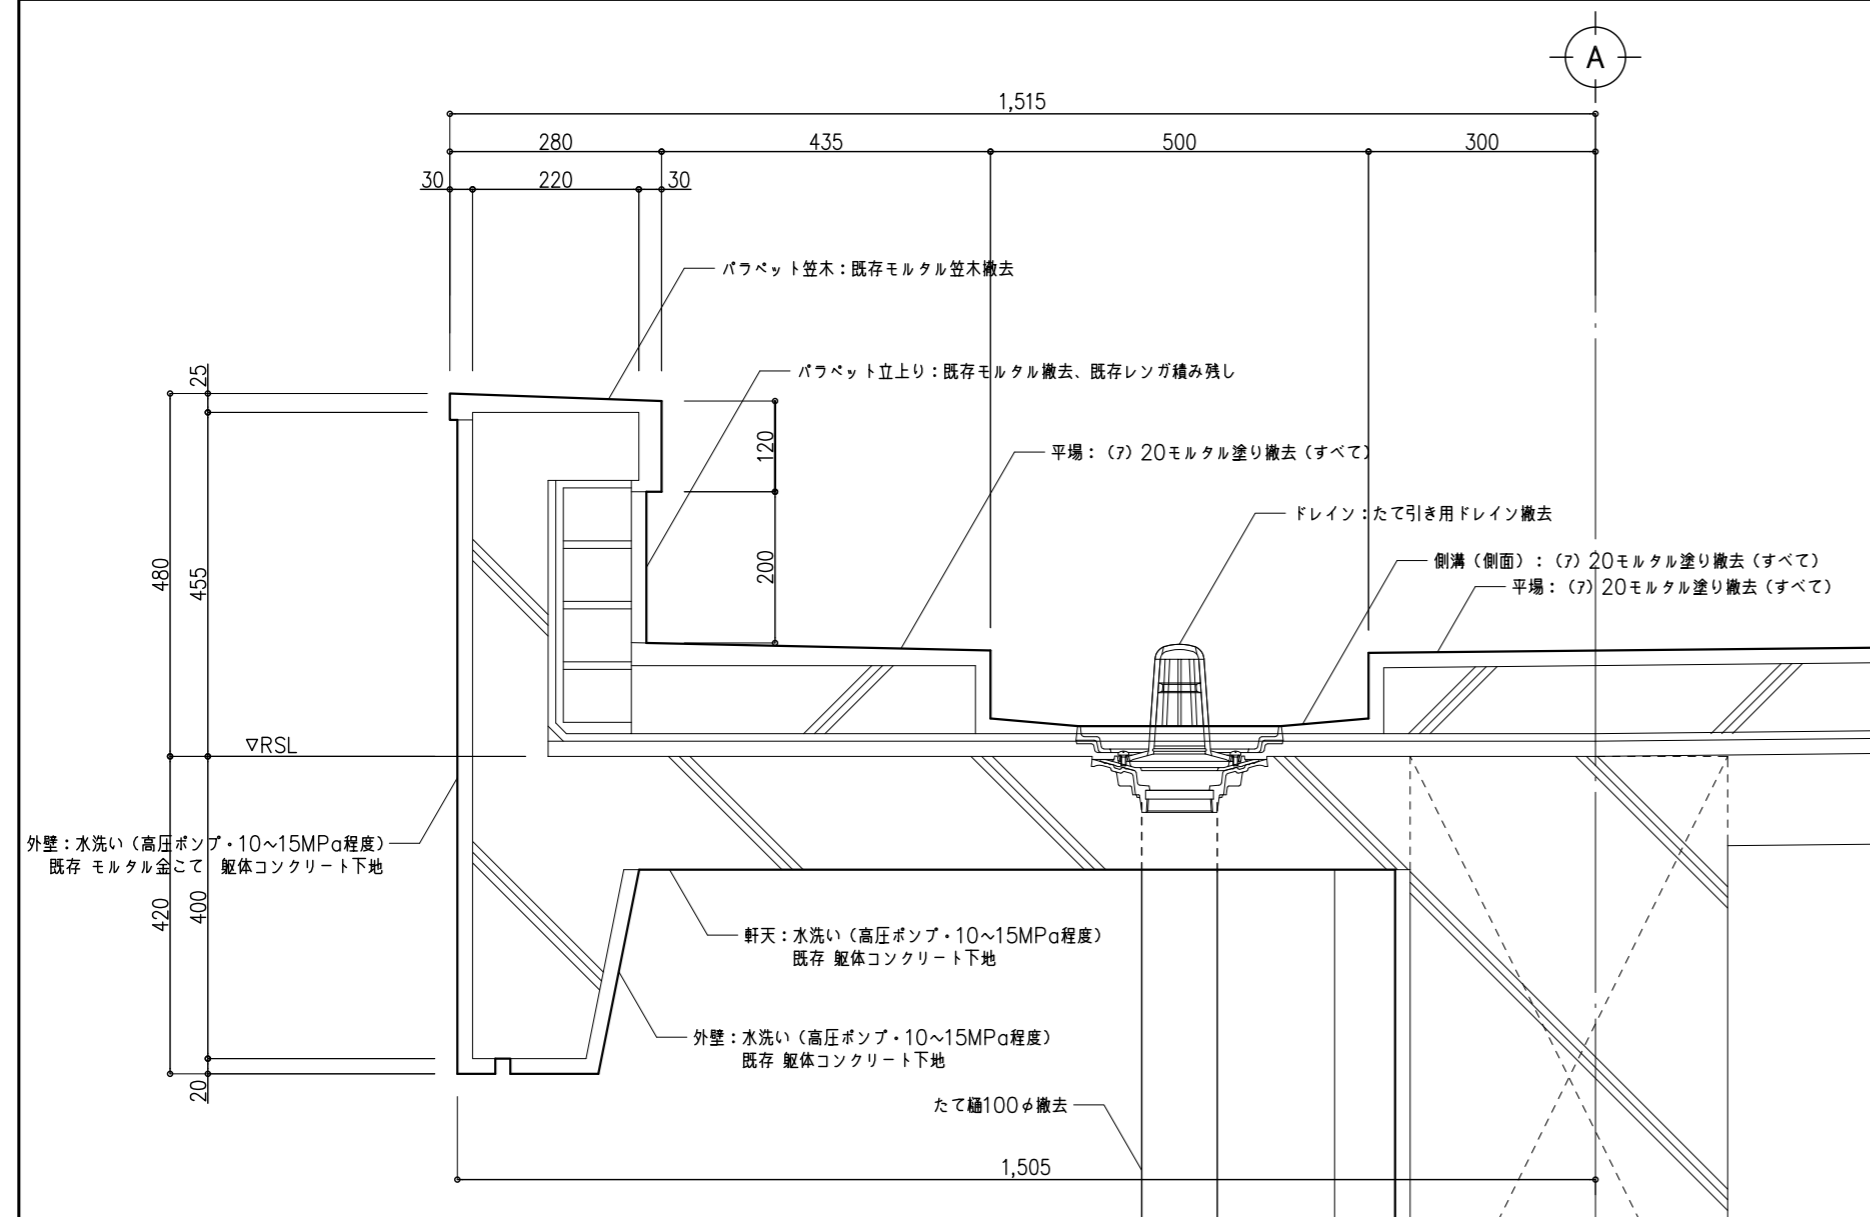 A
1,515
280
435
500
300
30
220
30
パラペット笠木：既存モルタル笠木撤去
パラペット立上り：既存モルタル撤去、既存レンガ積み残し
25
120
平場：（ア）20モルタル塗り撤去（すべて）
ドレイン：たて引き用ドレイン撤去
側溝（側面）：（ア）20モルタル塗り撤去（すべて）
平場：（ア）20モルタル塗り撤去（すべて）
480
455
200
▽RSL
外壁：水洗い（高圧ポンプ・10～15MPa程度）
既存 モルタル金こて 躯体コンクリート下地
420
400
軒天：水洗い（高圧ポンプ・10～15MPa程度）
既存 躯体コンクリート下地
外壁：水洗い（高圧ポンプ・10～15MPa程度）
既存 躯体コンクリート下地
20
たて樋100φ撤去
1,505